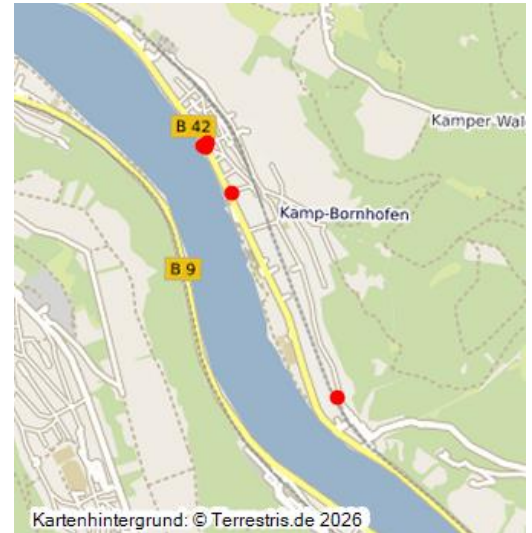 B 42
Kamper Wal
Kamp-Bornhofen
B 9
Kartenhintergrund: © Terrestris.de 2026